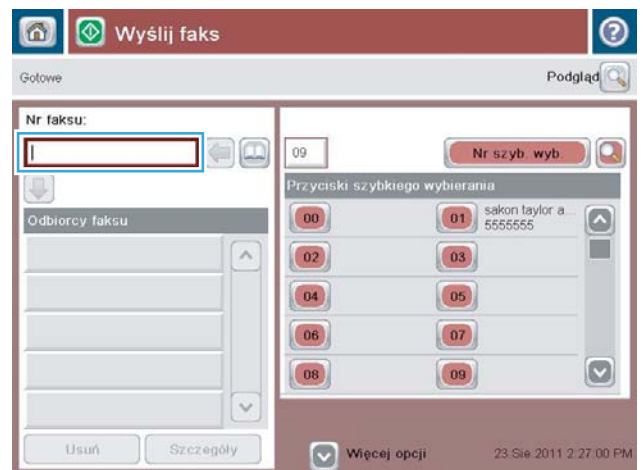 Wyślij faks
Gotowe
Podgląd
Nr faksu:
09
Nr szyb. wyb.
Przyciski szybkiego wybierania
Odbiorcy faksu
00
01
sakon taylor a...
5555555
02
03
04
05
06
07
08
09
Usuń
Szczegóły
Więcej opcji
23 Sie 2011 2:27:00 PM